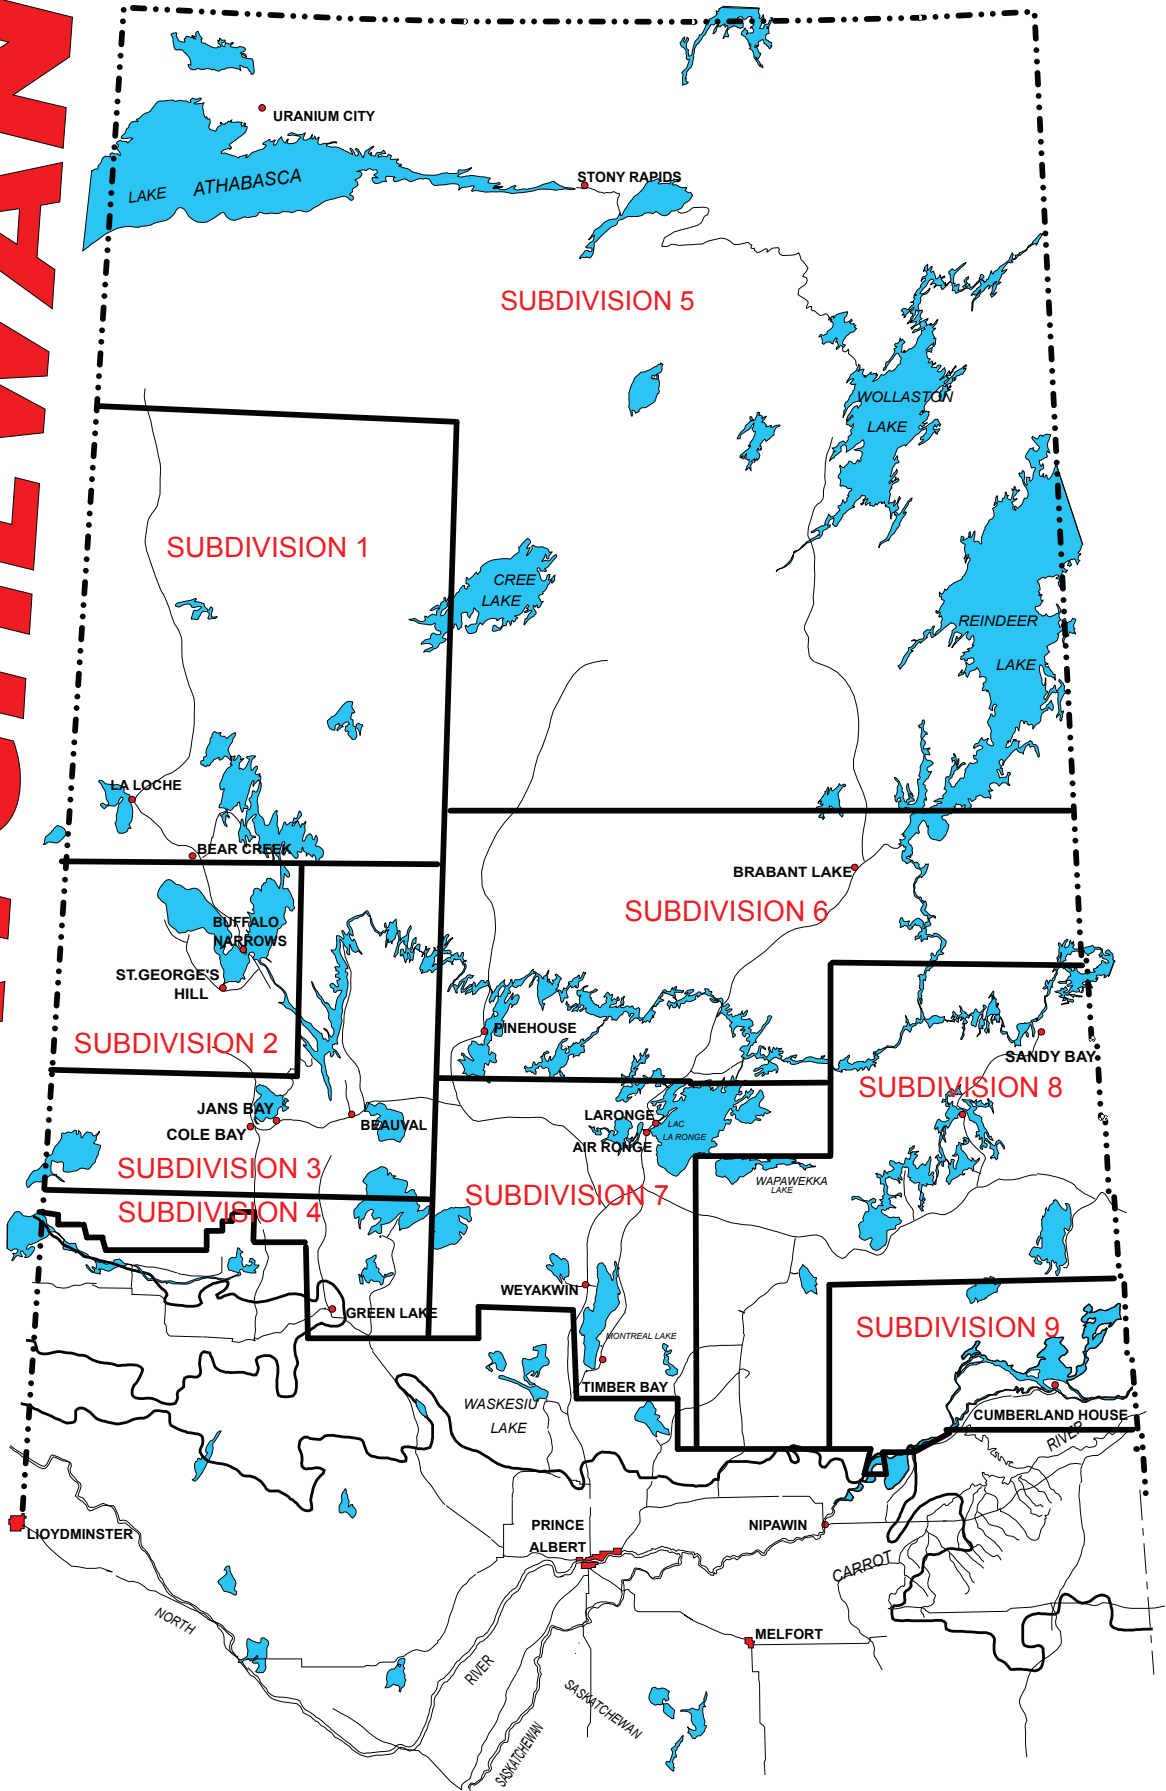 URANIUM CITY
STONY RAPIDS
LAKE ATHABASCA
SUBDIVISION 5
WOLLASTON
LAKE
SUBDIVISION 1
CREE
LAKE
REINDEER
LAKE
LA LOCHE
BEAR CREEK
BRABANT LAKE
SUBDIVISION 6
BUFFALO
NARROWS
ST.GEORGE'S
HILL
PINEHOUSE
SUBDIVISION 2
SANDY BAY
SUBDIVISION 8
JANS BAY
COLE BAY
BEAUVAL
LARONGE
AIR RONGE
LAC
LA RONGE
SUBDIVISION 3
WAPAWEKKA
LAKE
SUBDIVISION 7
SUBDIVISION 4
WEYAKWIN
GREEN LAKE
MONTREAL LAKE
SUBDIVISION 9
TIMBER BAY
WASKESIU
LAKE
CUMBERLAND HOUSE
RIVER
LlOYDMINSTER
PRINCE
ALBERT
NIPAWIN
CARROT
NORTH
MELFORT
RIVER
SASKATCHEWAN
SASKATCHEWAN